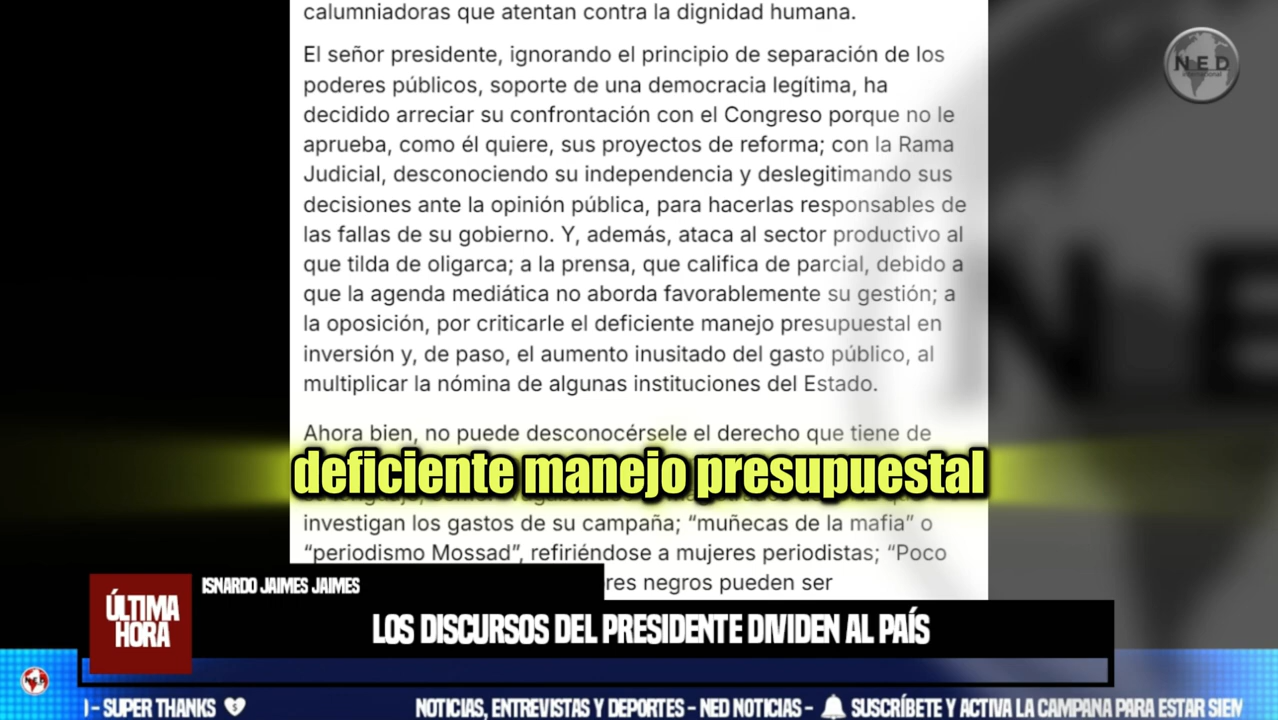 calumniadoras que atentan contra la dignidad humana.
El señor presidente, ignorando el principio de separación de los
poderes públicos, soporte de una democracia legítima, ha
decidido arreciar su confrontación con el Congreso porque no le
aprueba, como él quiere, sus proyectos de reforma; con la Rama
Judicial, desconociendo su independencia y deslegitimando sus
decisiones ante la opinión pública, para hacerlas responsables de
las fallas de su gobierno. Y, además, ataca al sector productivo al
que tilda de oligarca; a la prensa, que califica de parcial, debido a
que la agenda mediática no aborda favorablemente su gestión; a
la oposición, por criticarle el deficiente manejo presupuestal en
inversión y, de paso, el aumento inusitado del gasto público, al
multiplicar la nómina de algunas instituciones del Estado.
Ahora bien, no puede desconocérsele el derecho que tiene de
deficiente manejo presupuestal
investigan los gastos de su campaña; “muñecas de la mafia” o
“periodismo Mossad”, refiriéndose a mujeres periodistas; “Poco
res negros pueden ser
NED
International
ISNARDO JAIMES JAIMES
ÚLTIMA
HORA
LOS DISCURSOS DEL PRESIDENTE DIVIDEN AL PAÍS
NED
) - SUPER THANKS
NOTICIAS, ENTREVISTAS Y DEPORTES - NED NOTICIAS - SUSCRÍBETE Y ACTIVA LA CAMPANA PARA ESTAR SIEM
N E